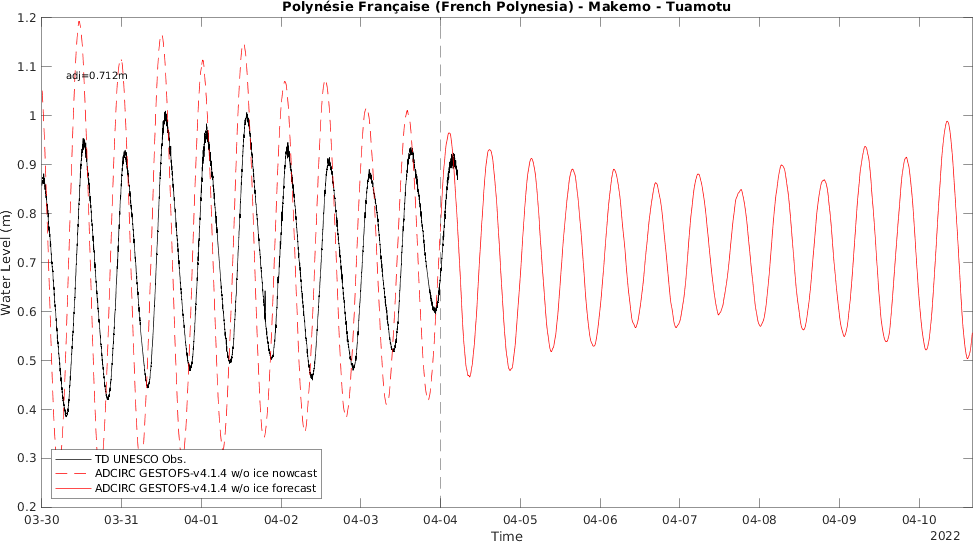 Polynésie Française (French Polynesia) - Makemo - Tuamotu
1.2
1.1
1
0.9
0.8
0.7
0.6
0.5
0.4
0.3
0.2
Water Level (m)
adj=0.712m
TD UNESCO Obs.
ADCIRC GESTOFS-v4.1.4 w/o ice nowcast
ADCIRC GESTOFS-v4.1.4 w/o ice forecast
03-30 03-31 04-01 04-02 04-03 04-04 04-05 04-06 04-07 04-08 04-09 04-10
Time
2022